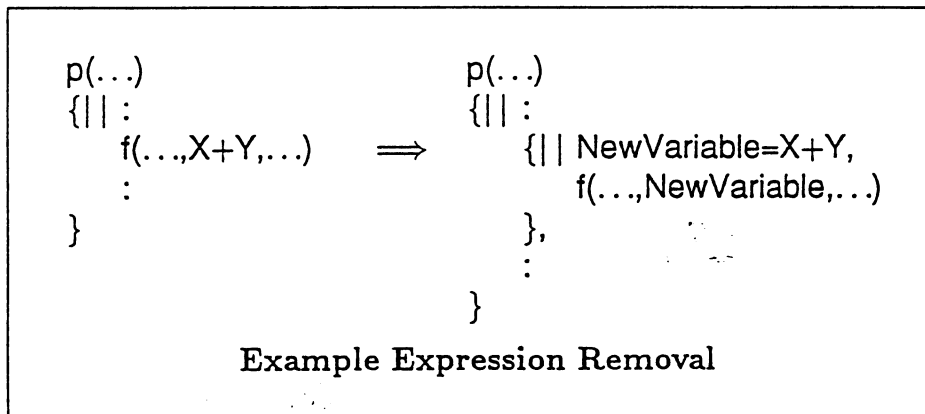 p(...)
{|| :
f(...,X+Y,...)
:
}
⟹
p(...)
{|| :
{|| NewVariable=X+Y,
f(...,NewVariable,...)
},
:
}
Example Expression Removal